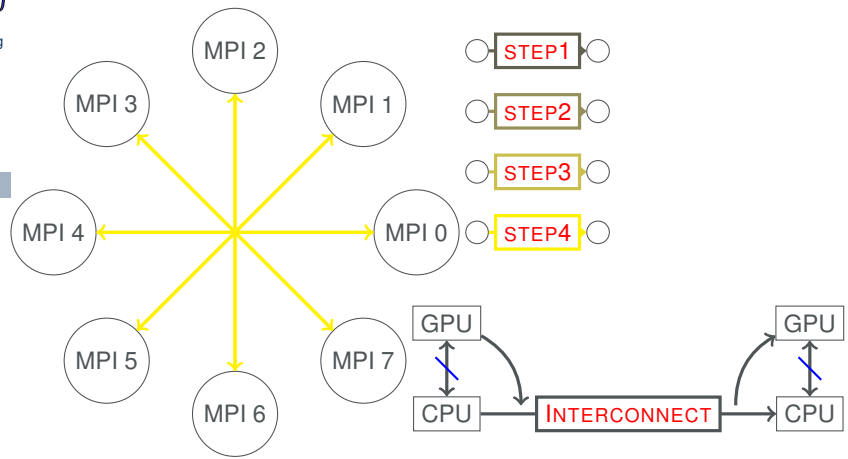 MPI 2
MPI 3
MPI 1
MPI 4
MPI 0
MPI 5
MPI 7
MPI 6
STEP1
STEP2
STEP3
STEP4
GPU
GPU
CPU
INTERCONNECT
CPU